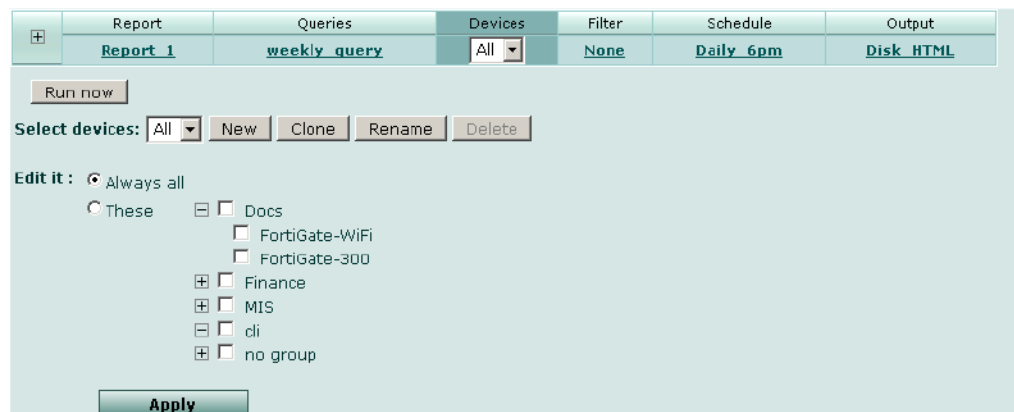 Report Queries Devices Filter Schedule Output
Report_1 weekly_query All None Daily_6pm Disk_HTML
Run now
Select devices: All New Clone Rename Delete
Edit it : Always all
These Docs
FortiGate-WiFi
FortiGate-300
Finance
MIS
cli
no group
Apply